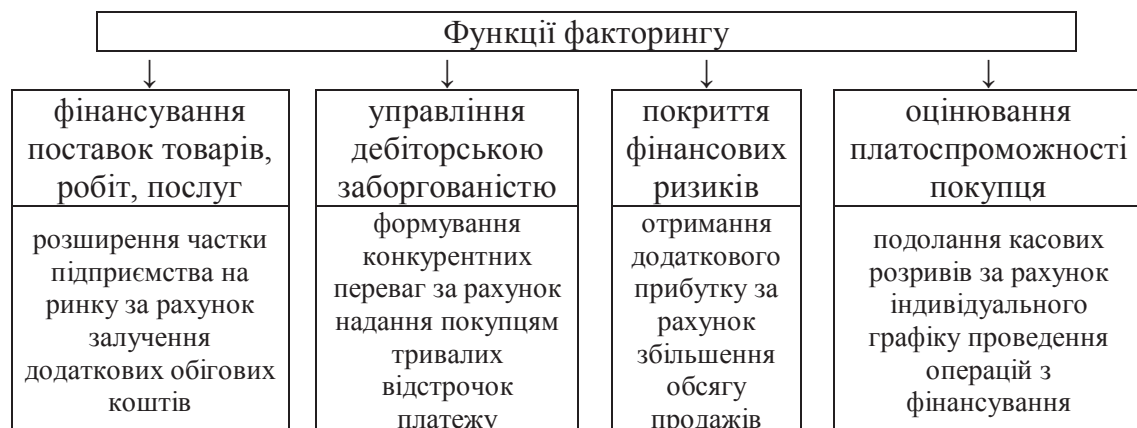 Функції факторингу
↓ ↓ ↓ ↓
фінансування
поставок товарів,
робіт, послуг
розширення частки
підприємства на
ринку за рахунок
залучення
додаткових обігових
коштів
управління
дебіторською
заборгованістю
формування
конкурентних
переваг за рахунок
надання покупцям
тривалих
відстрочок
платежу
покриття
фінансових
ризиків
отримання
додаткового
прибутку за
рахунок
збільшення
обсягу
продажів
оцінювання
платоспроможності
покупця
подолання касових
розривів за рахунок
індивідуального
графіку проведення
операцій з
фінансування